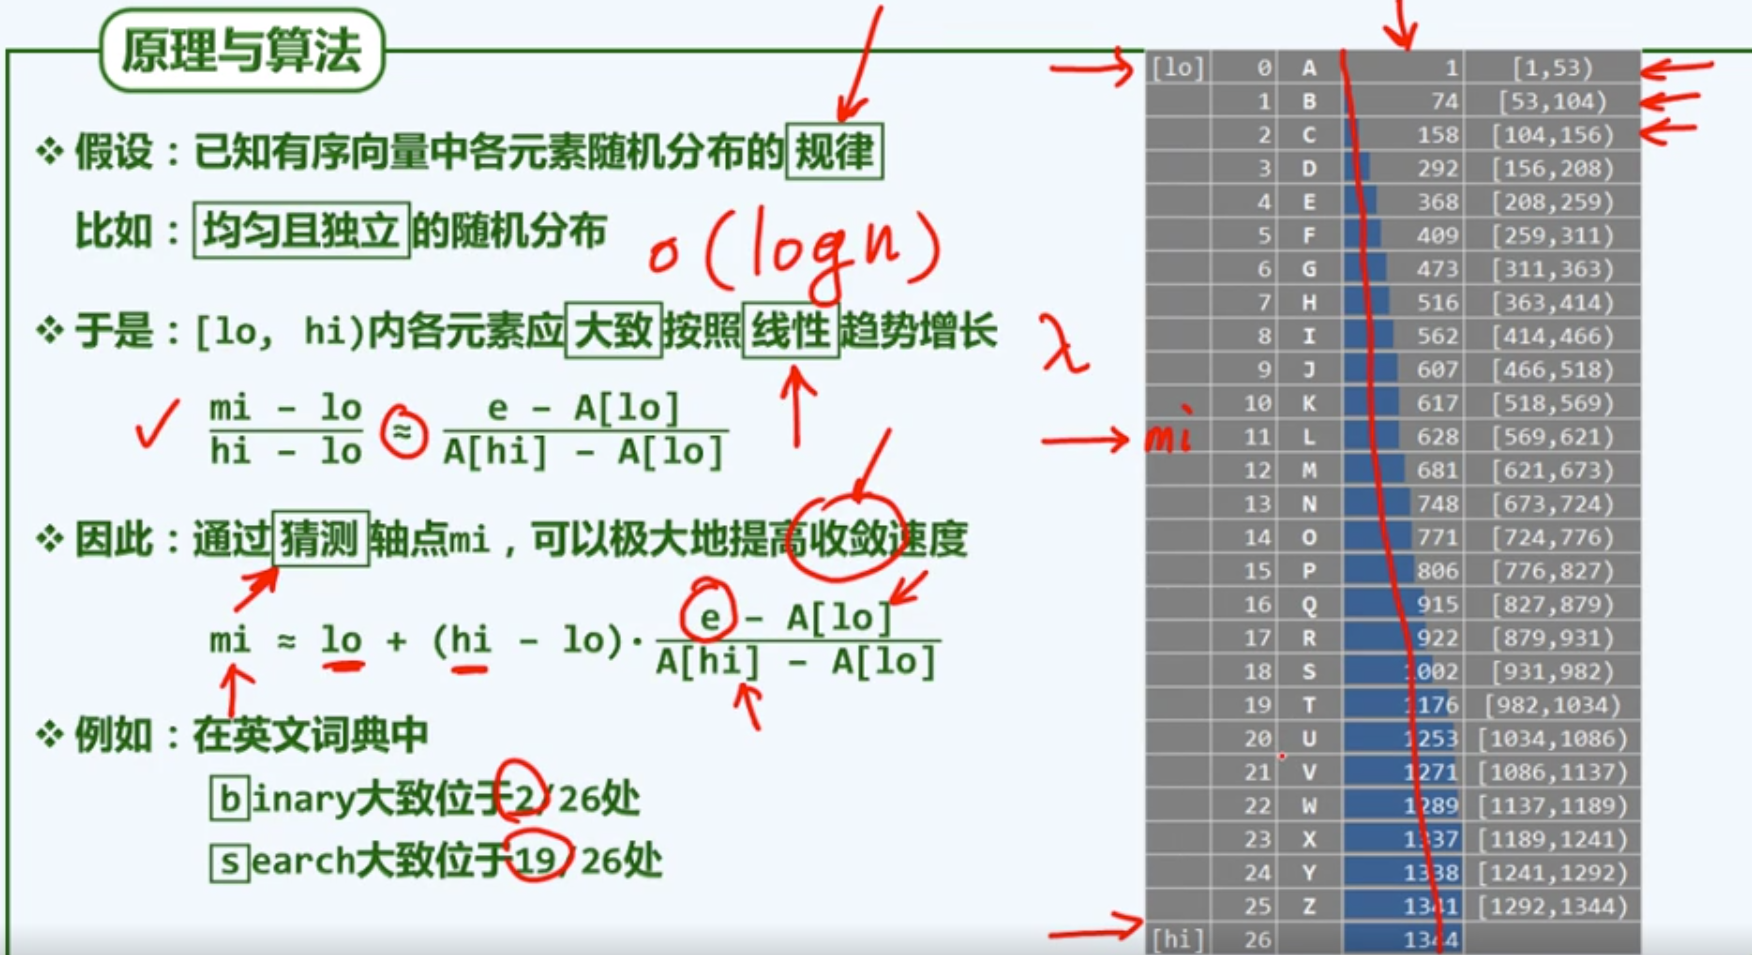 原理与算法
❖ 假设：已知有序向量中各元素随机分布的规律
比如：均匀且独立的随机分布
O(logn)
❖ 于是：[lo, hi)内各元素应大致按照线性趋势增长
λ
mi - lo / hi - lo ≈ e - A[lo] / A[hi] - A[lo]
❖ 因此：通过猜测轴点mi，可以极大地提高收敛速度
mi ≈ lo + (hi - lo)· e - A[lo] / A[hi] - A[lo]
❖ 例如：在英文词典中
binary大致位于2/26处
search大致位于19/26处
[lo] 0 A 1 [1,53)
1 B 74 [53,104)
2 C 158 [104,156)
3 D 292 [156,208)
4 E 368 [208,259)
5 F 409 [259,311)
6 G 473 [311,363)
7 H 516 [363,414)
8 I 562 [414,466)
9 J 607 [466,518)
10 K 617 [518,569)
mi 11 L 628 [569,621)
12 M 681 [621,673)
13 N 748 [673,724)
14 O 771 [724,776)
15 P 806 [776,827)
16 Q 915 [827,879)
17 R 922 [879,931)
18 S 1002 [931,982)
19 T 1176 [982,1034)
20 U 1253 [1034,1086)
21 V 1271 [1086,1137)
22 W 1289 [1137,1189)
23 X 1337 [1189,1241)
24 Y 1338 [1241,1292)
25 Z 1341 [1292,1344)
[hi] 26 1344